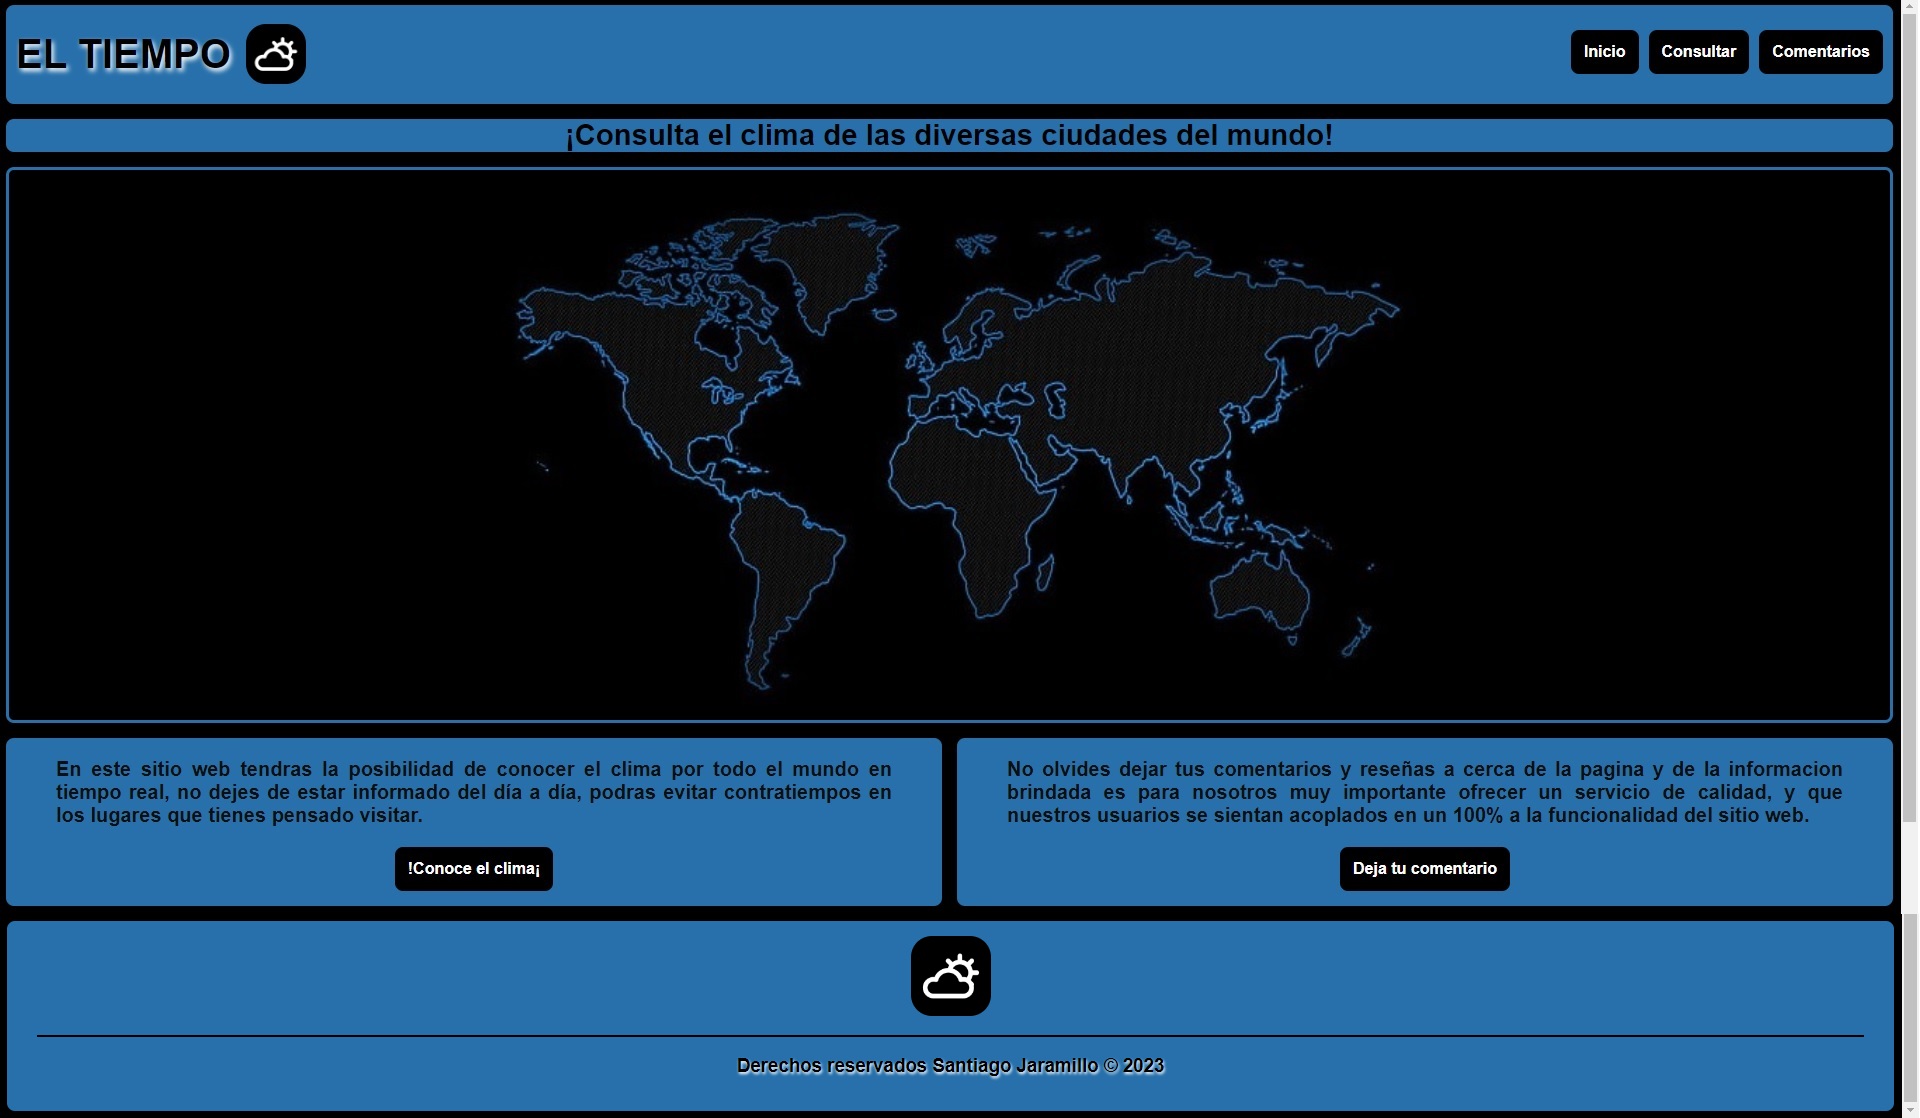 EL TIEMPO
Inicio
Consultar
Comentarios
¡Consulta el clima de las diversas ciudades del mundo!
En este sitio web tendras la posibilidad de conocer el clima por todo el mundo en
tiempo real, no dejes de estar informado del día a día, podras evitar contratiempos en
los lugares que tienes pensado visitar.
!Conoce el clima¡
No olvides dejar tus comentarios y reseñas a cerca de la pagina y de la informacion
brindada es para nosotros muy importante ofrecer un servicio de calidad, y que
nuestros usuarios se sientan acoplados en un 100% a la funcionalidad del sitio web.
Deja tu comentario
Derechos reservados Santiago Jaramillo © 2023